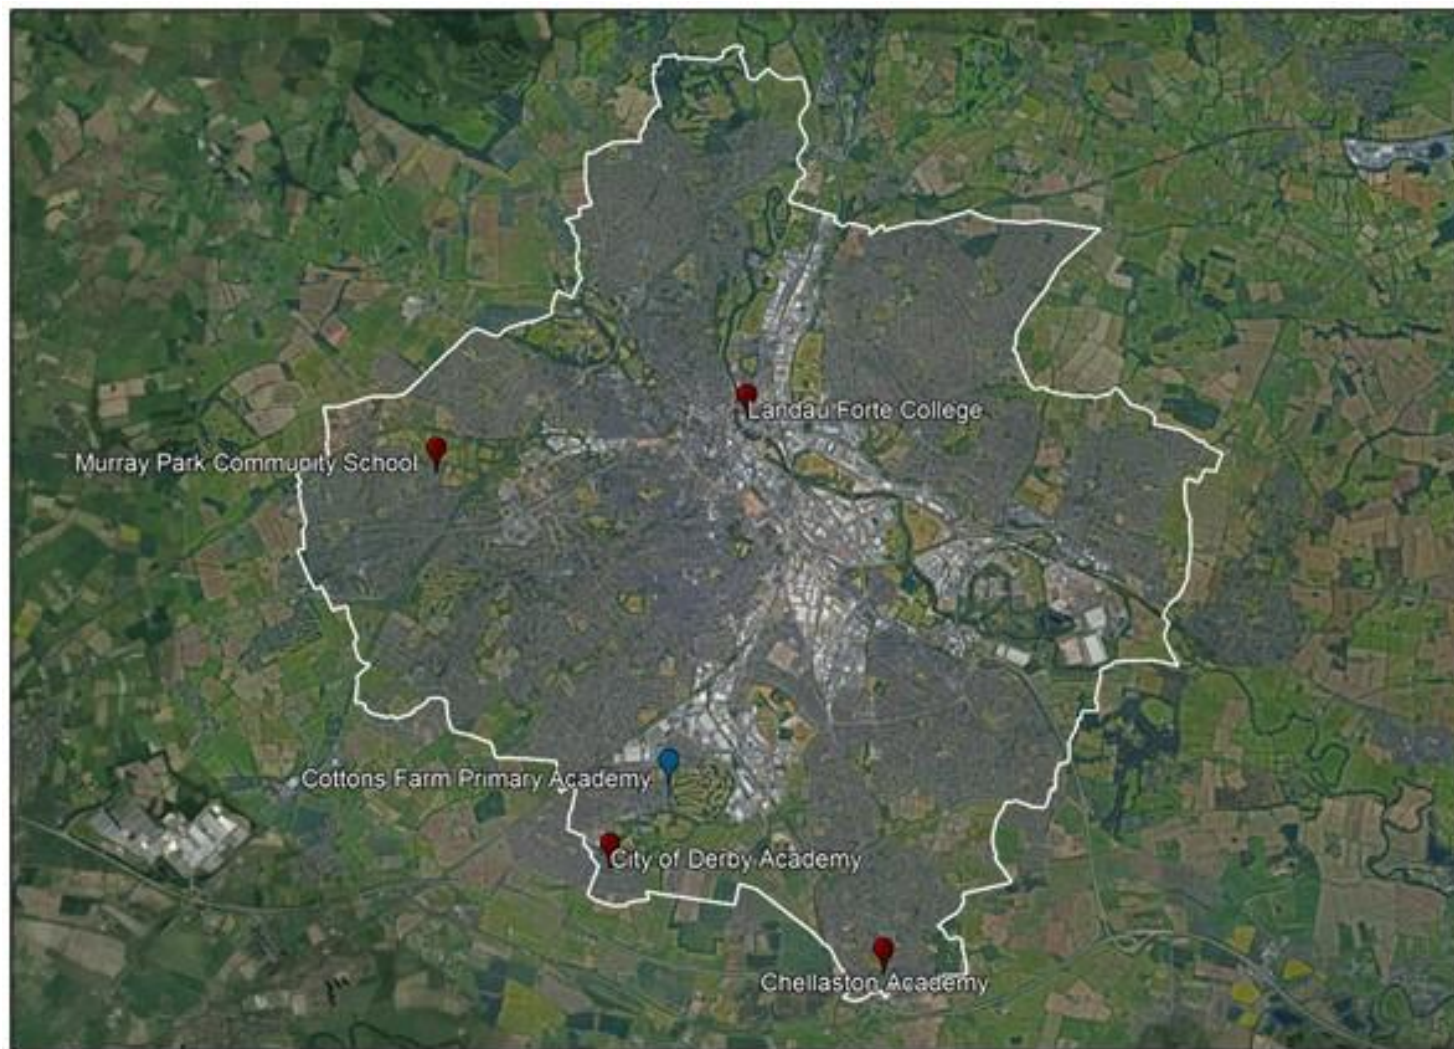 Landau Forte College
Murray Park Community School
Cottons Farm Primary Academy
City of Derby Academy
Chellaston Academy